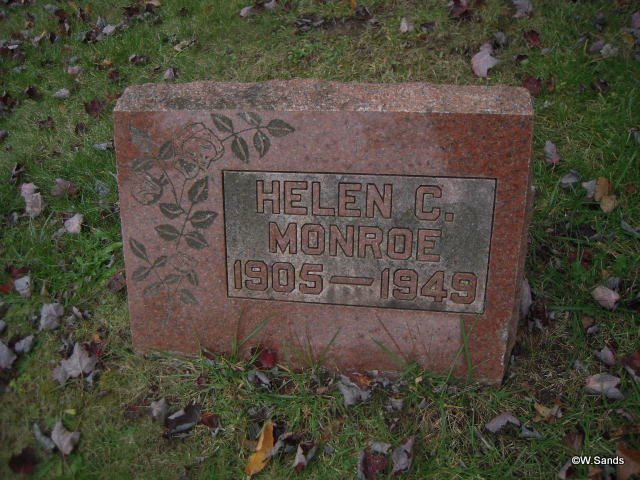 HELEN C.
MONROE
1905 — 1949
©W.Sands